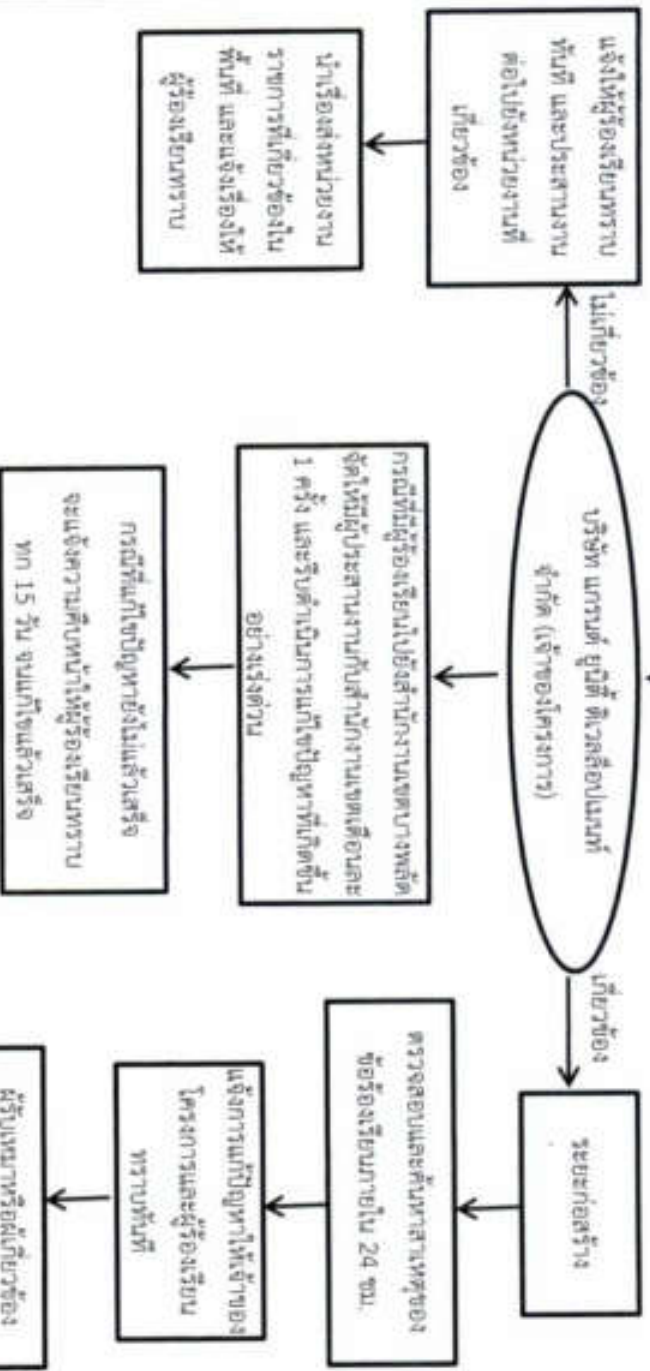 บริษัท แกรนด์ ยูนิตี้ ดิเวลล็อปเมนท์
จำกัด (เจ้าของโครงการ)
ไม่เกี่ยวข้อง
แจ้งให้ผู้ร้องเรียนทราบ
ทันที และประสานงาน
ต่อไปยังหน่วยงานที่
เกี่ยวข้อง
นำเรื่องส่งหน่วยงาน
ราชการที่เกี่ยวข้องใน
พื้นที่ และแจ้งเรื่องให้
ผู้ร้องเรียนทราบ
กรณีที่มีผู้ร้องเรียนไปยังสำนักงานเขตบางพลัด
จัดให้มีผู้ประสานงานกับสำนักงานเขตเดือนละ
1 ครั้ง และรีบดำเนินการแก้ไขปัญหาที่เกิดขึ้น
อย่างเร่งด่วน
กรณีที่แก้ไขปัญหายังไม่แล้วเสร็จ
จะแจ้งความคืบหน้าให้ผู้ร้องเรียนทราบ
ทุก 15 วัน จนแก้ไขแล้วเสร็จ
เกี่ยวข้อง
ระยะก่อสร้าง
ตรวจสอบและค้นหาสาเหตุของ
ข้อร้องเรียนภายใน 24 ชม.
แจ้งการแก้ปัญหาให้เจ้าของ
โครงการและผู้ร้องเรียน
ทราบทันที
ผู้รับเหมาหรือผู้เกี่ยวข้อง